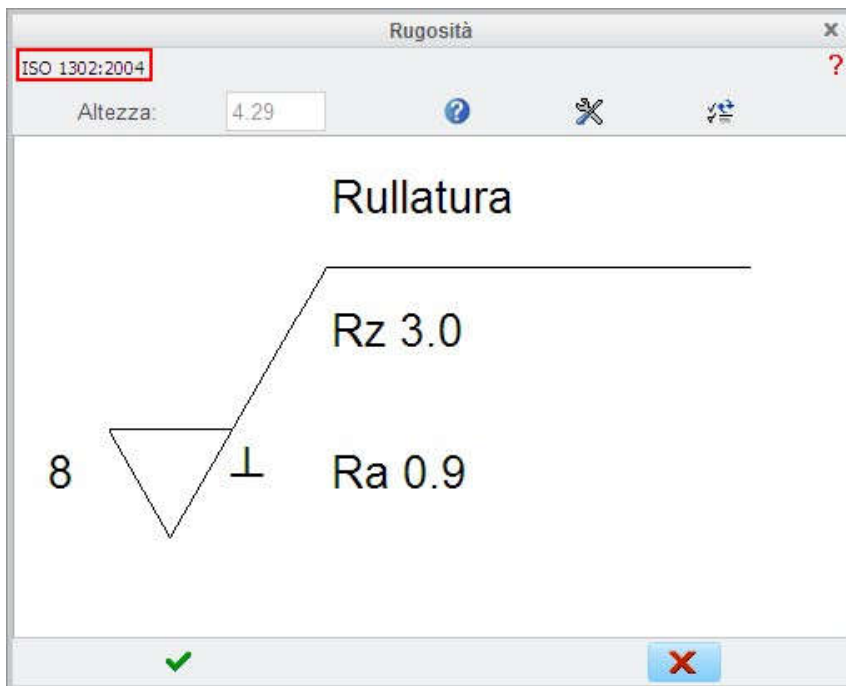 Rugosità
ISO 1302:2004
?
Altezza: 4.29
Rullatura
Rz 3.0
8 ⊥ Ra 0.9